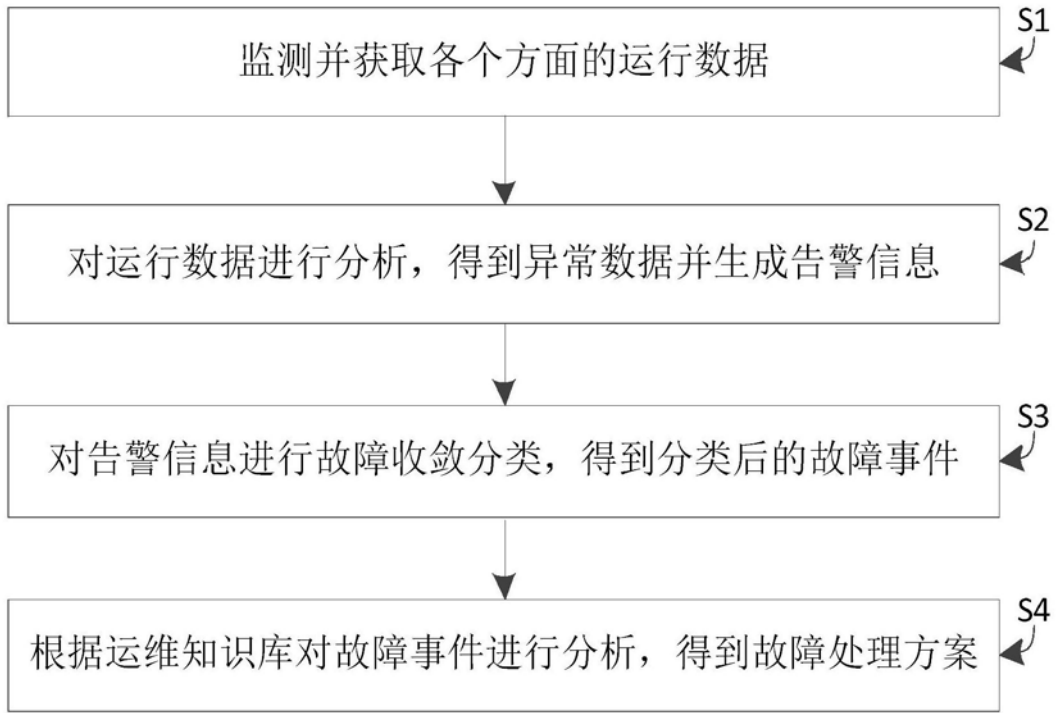 S1
监测并获取各个方面的运行数据
S2
对运行数据进行分析，得到异常数据并生成告警信息
S3
对告警信息进行故障收敛分类，得到分类后的故障事件
S4
根据运维知识库对故障事件进行分析，得到故障处理方案